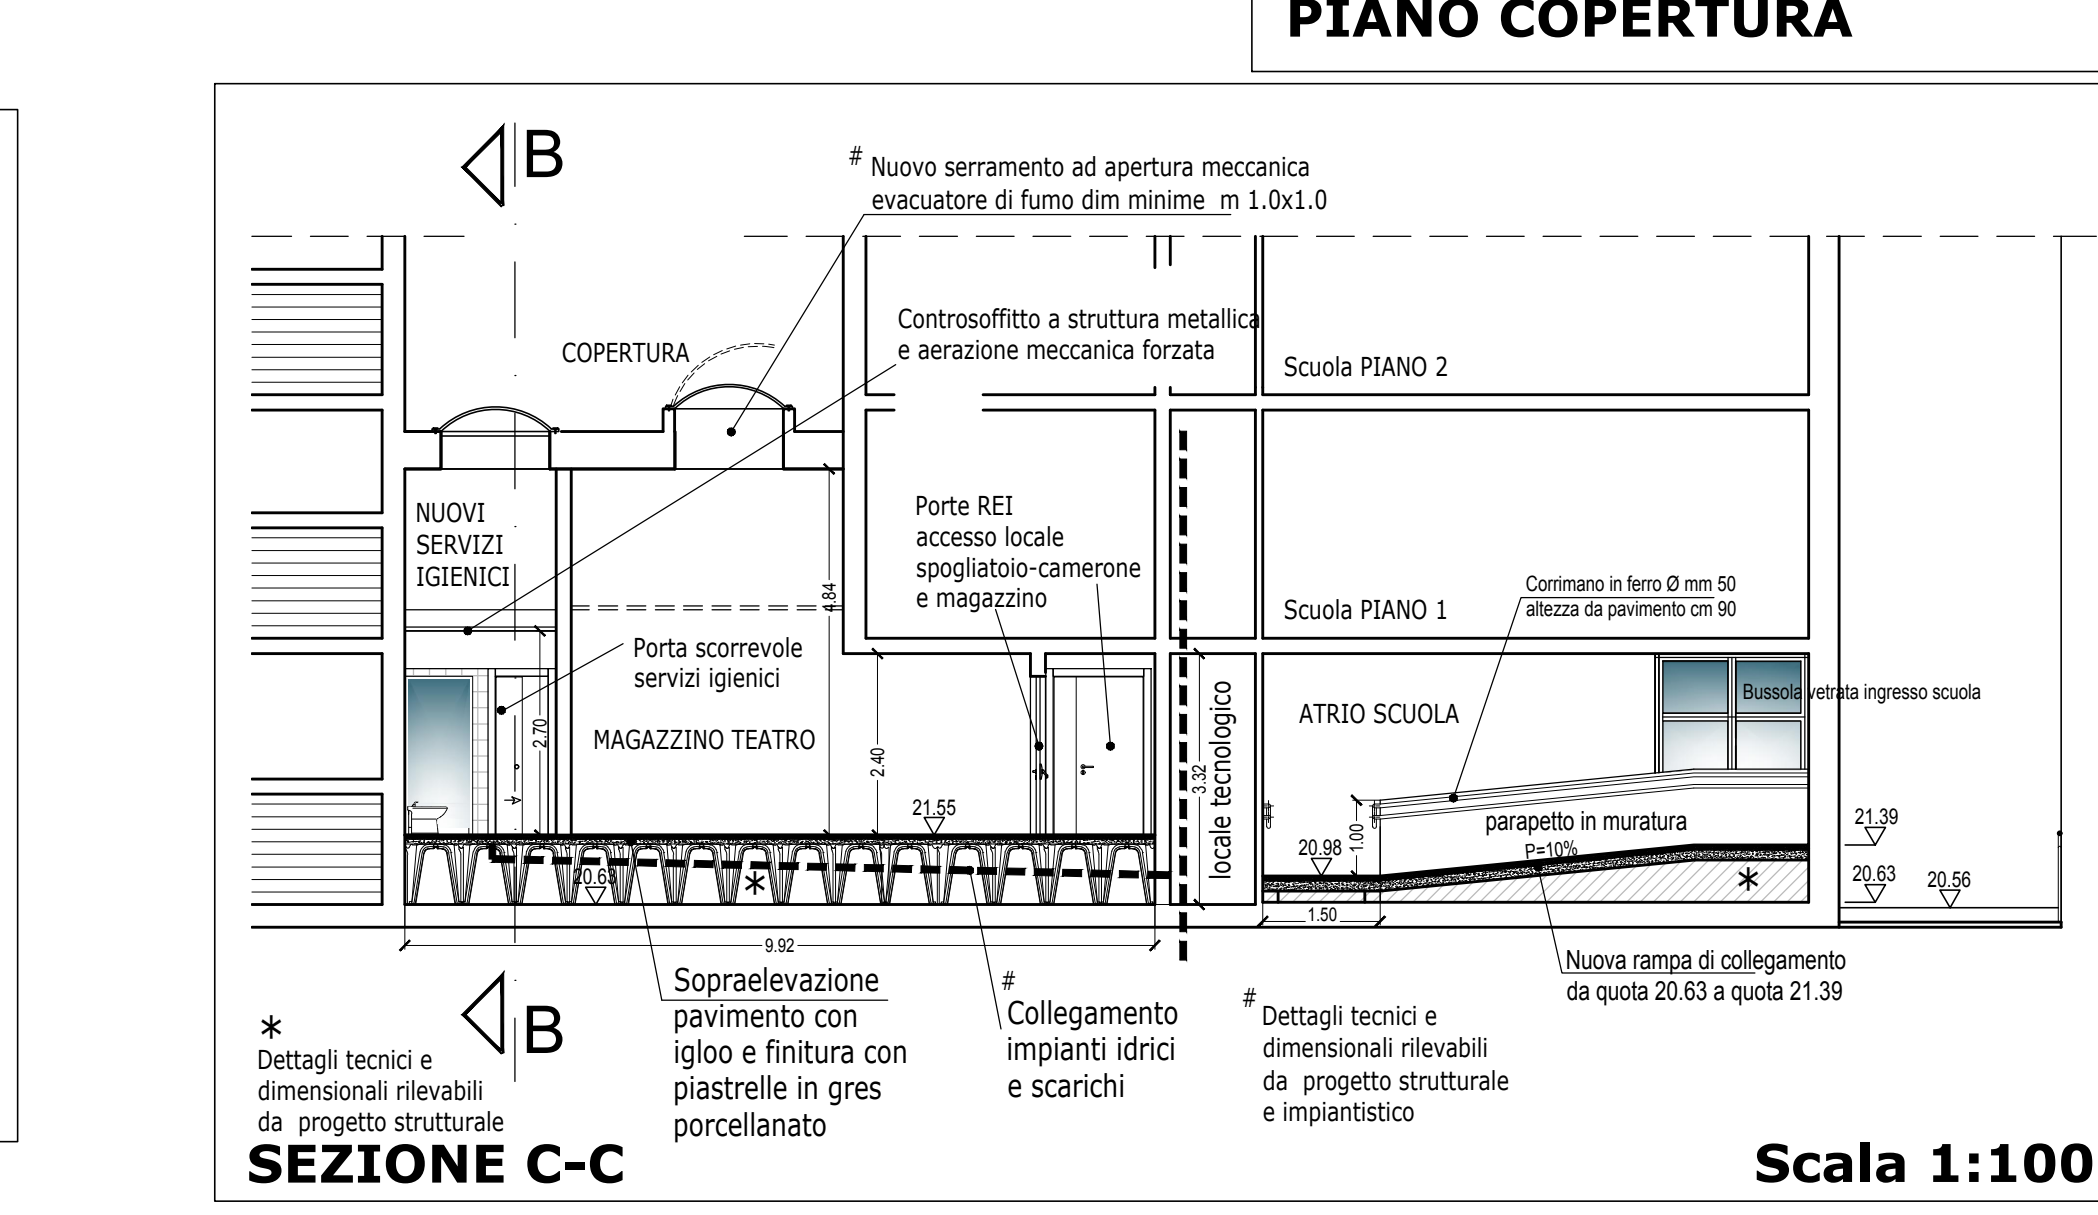 PIANO COPERTURA
B
# Nuovo serramento ad apertura meccanica
evacuatore di fumo dim minime m 1.0x1.0
Controsoffitto a struttura metallica
e aerazione meccanica forzata
COPERTURA
Scuola PIANO 2
NUOVI
SERVIZI
IGIENICI
Porte REI
accesso locale
spogliatoio-camerone
e magazzino
4.84
Scuola PIANO 1
Corrimano in ferro Ø mm 50
altezza da pavimento cm 90
Porta scorrevole
servizi igienici
2.70
MAGAZZINO TEATRO
2.40
3.32
locale tecnologico
ATRIO SCUOLA
Bussola vetrata ingresso scuola
21.55
20.98
1.00
parapetto in muratura
P=10%
21.39
20.63
*
*
20.63
20.56
1.50
9.92
Sopraelevazione
pavimento con
igloo e finitura con
piastrelle in gres
porcellanato
#
Collegamento
impianti idrici
e scarichi
Nuova rampa di collegamento
da quota 20.63 a quota 21.39
B
*
Dettagli tecnici e
dimensionali rilevabili
da progetto strutturale
#
Dettagli tecnici e
dimensionali rilevabili
da progetto strutturale
e impiantistico
SEZIONE C-C
Scala 1:100